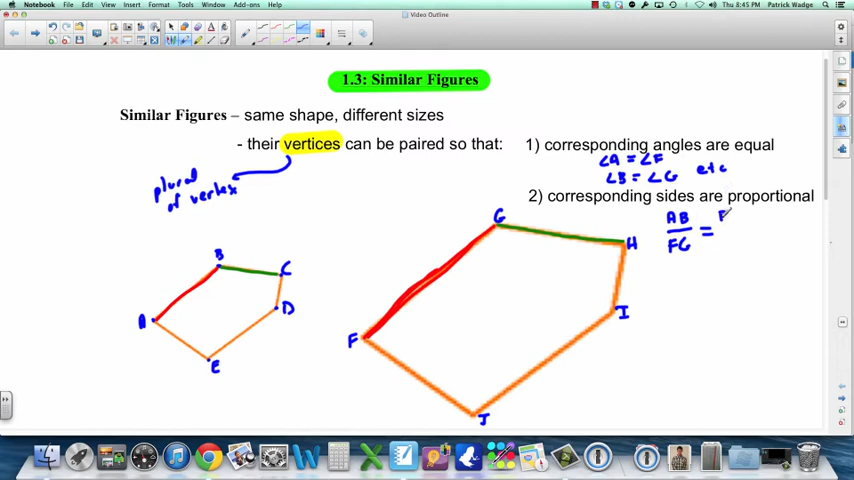 Notebook File Edit View Insert Format Tools Window Add-ons Help Thu 8:45 PM Patrick Wadge
Video Outline
1.3: Similar Figures
Similar Figures – same shape, different sizes
- their vertices can be paired so that:
1) corresponding angles are equal
∠A = ∠F
∠B = ∠G etc
2) corresponding sides are proportional
plural
of vertex
AB
FG
=
A
B
C
D
E
F
G
H
I
J